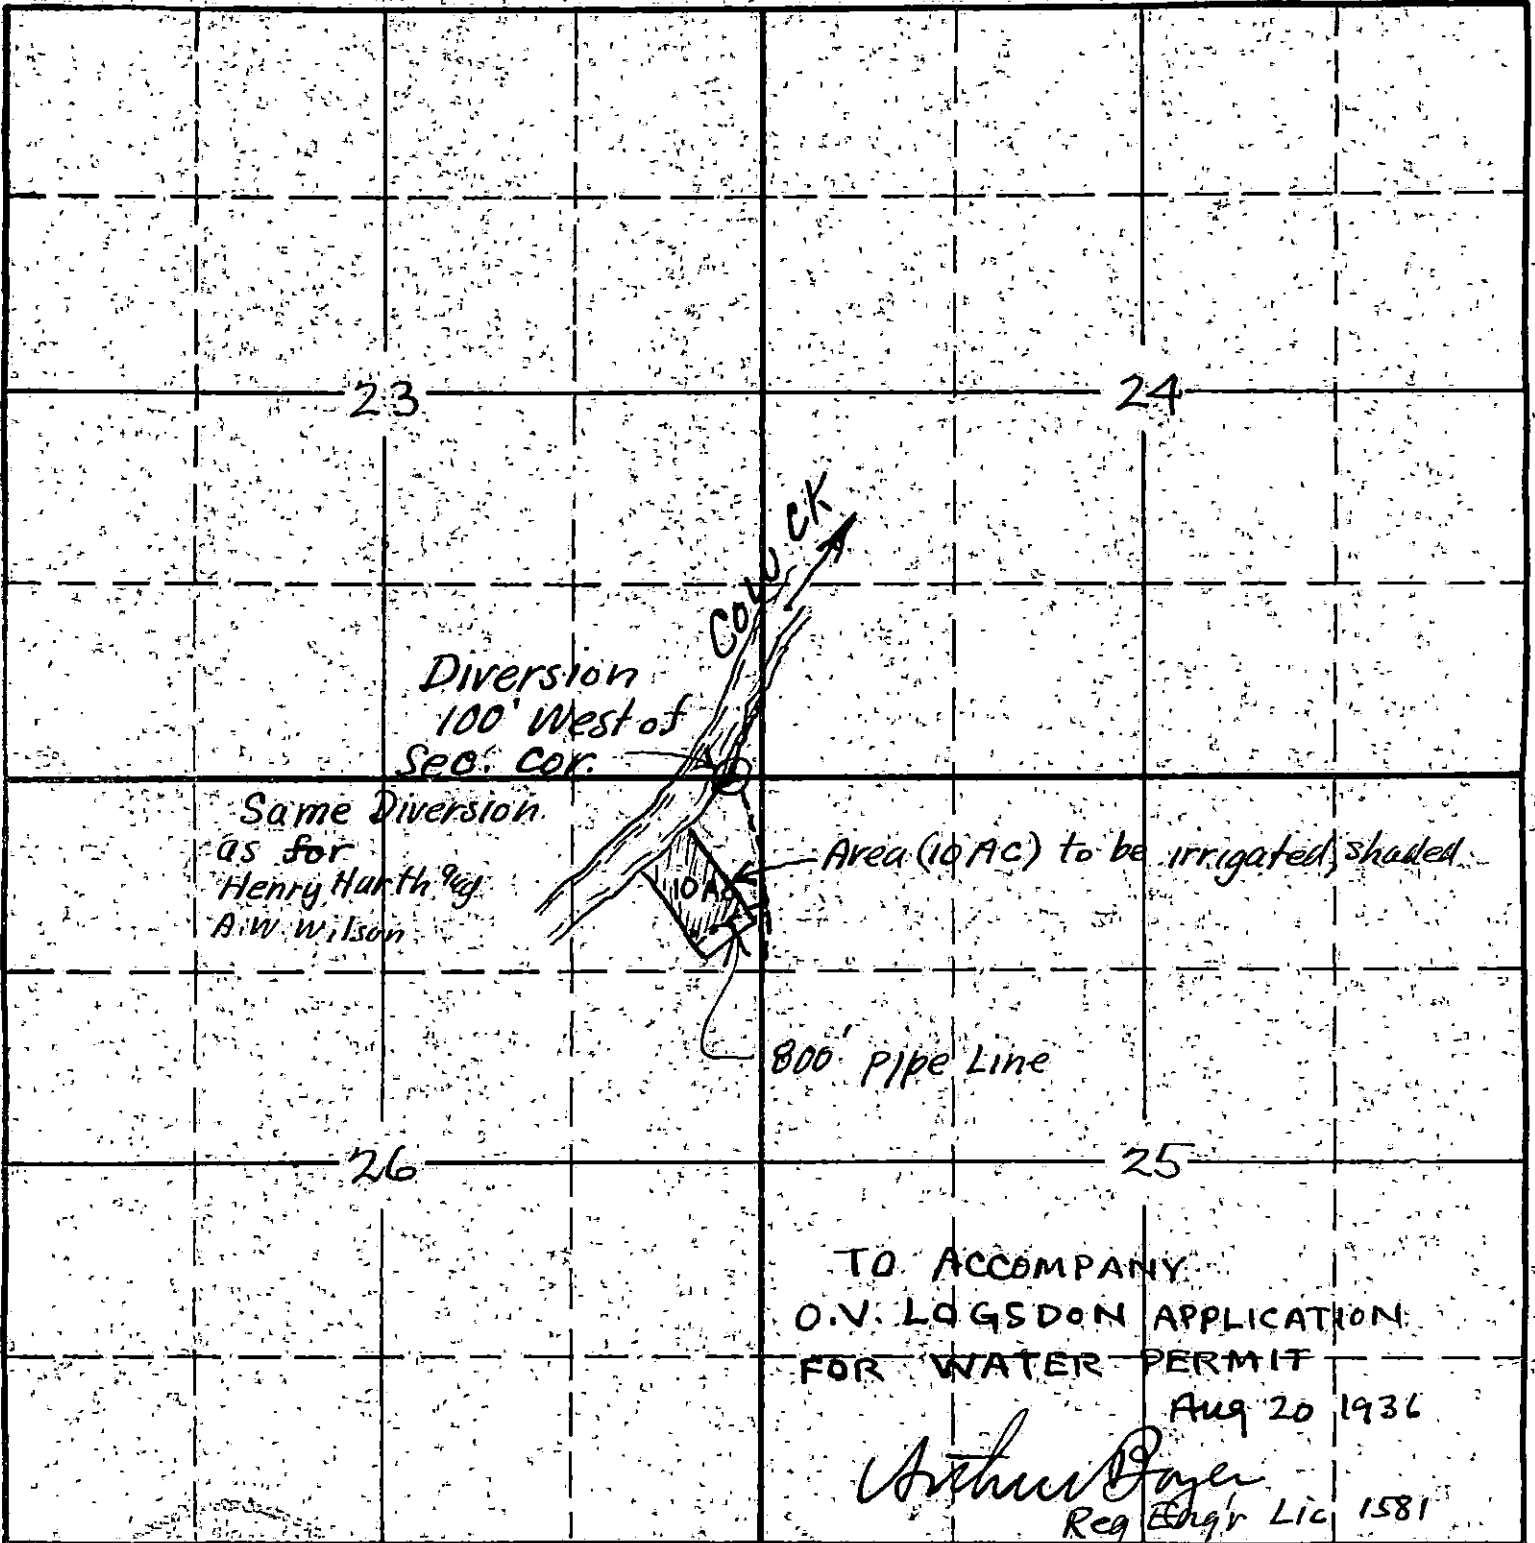 23
24
Cow CK
Diversion
100' West of
Sec. Cor.
Same Diversion
as for
Henry Harth and
A.W. Wilson
Area (10 AC) to be irrigated, shaded
10 Ac
800' Pipe Line
26
25
TO ACCOMPANY
O.V. LOGSDON APPLICATION
FOR WATER PERMIT
Aug 20 1936
Arthur Boyer
Reg Eng'r Lic 1581